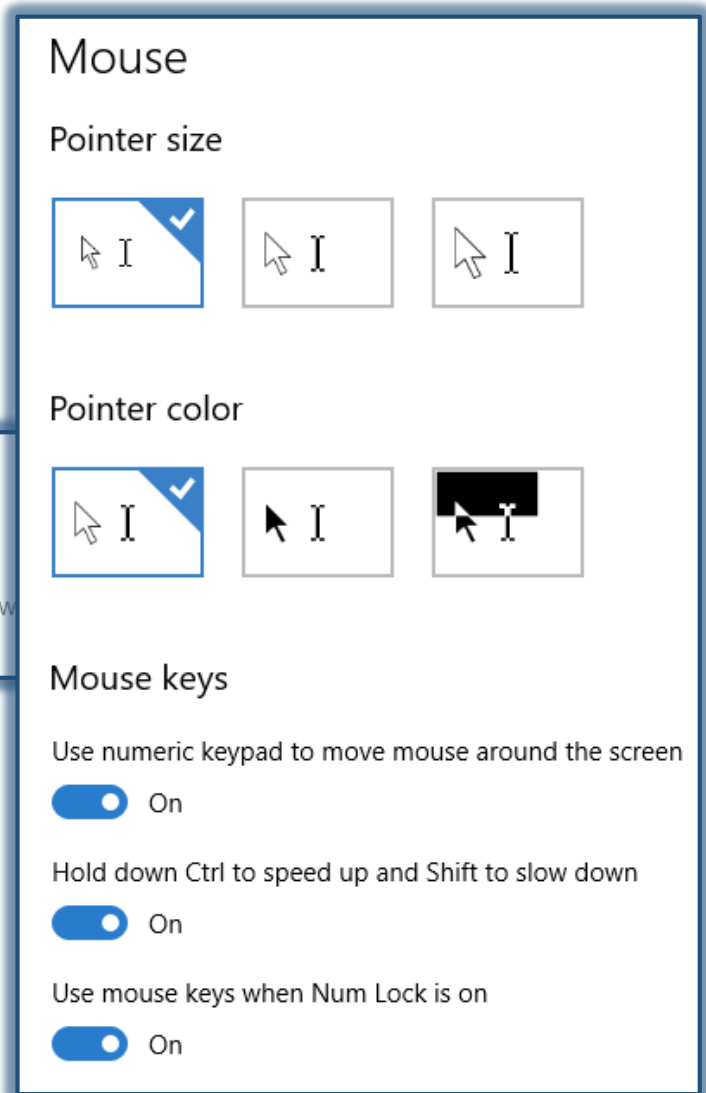 Mouse
Pointer size
Pointer color
Mouse keys
Use numeric keypad to move mouse around the screen
On
Hold down Ctrl to speed up and Shift to slow down
On
Use mouse keys when Num Lock is on
On